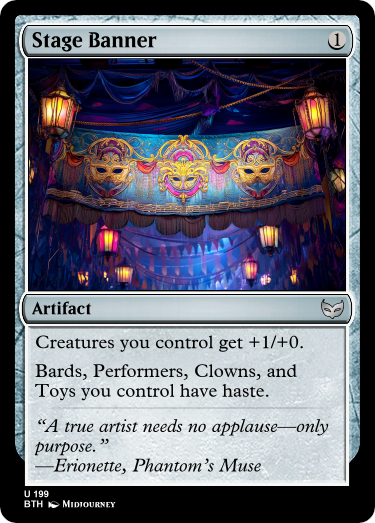 Stage Banner
1
Artifact
Creatures you control get +1/+0.
Bards, Performers, Clowns, and
Toys you control have haste.
“A true artist needs no applause—only
purpose.”
—Erionette, Phantom’s Muse
U 199
BTH Midjourney